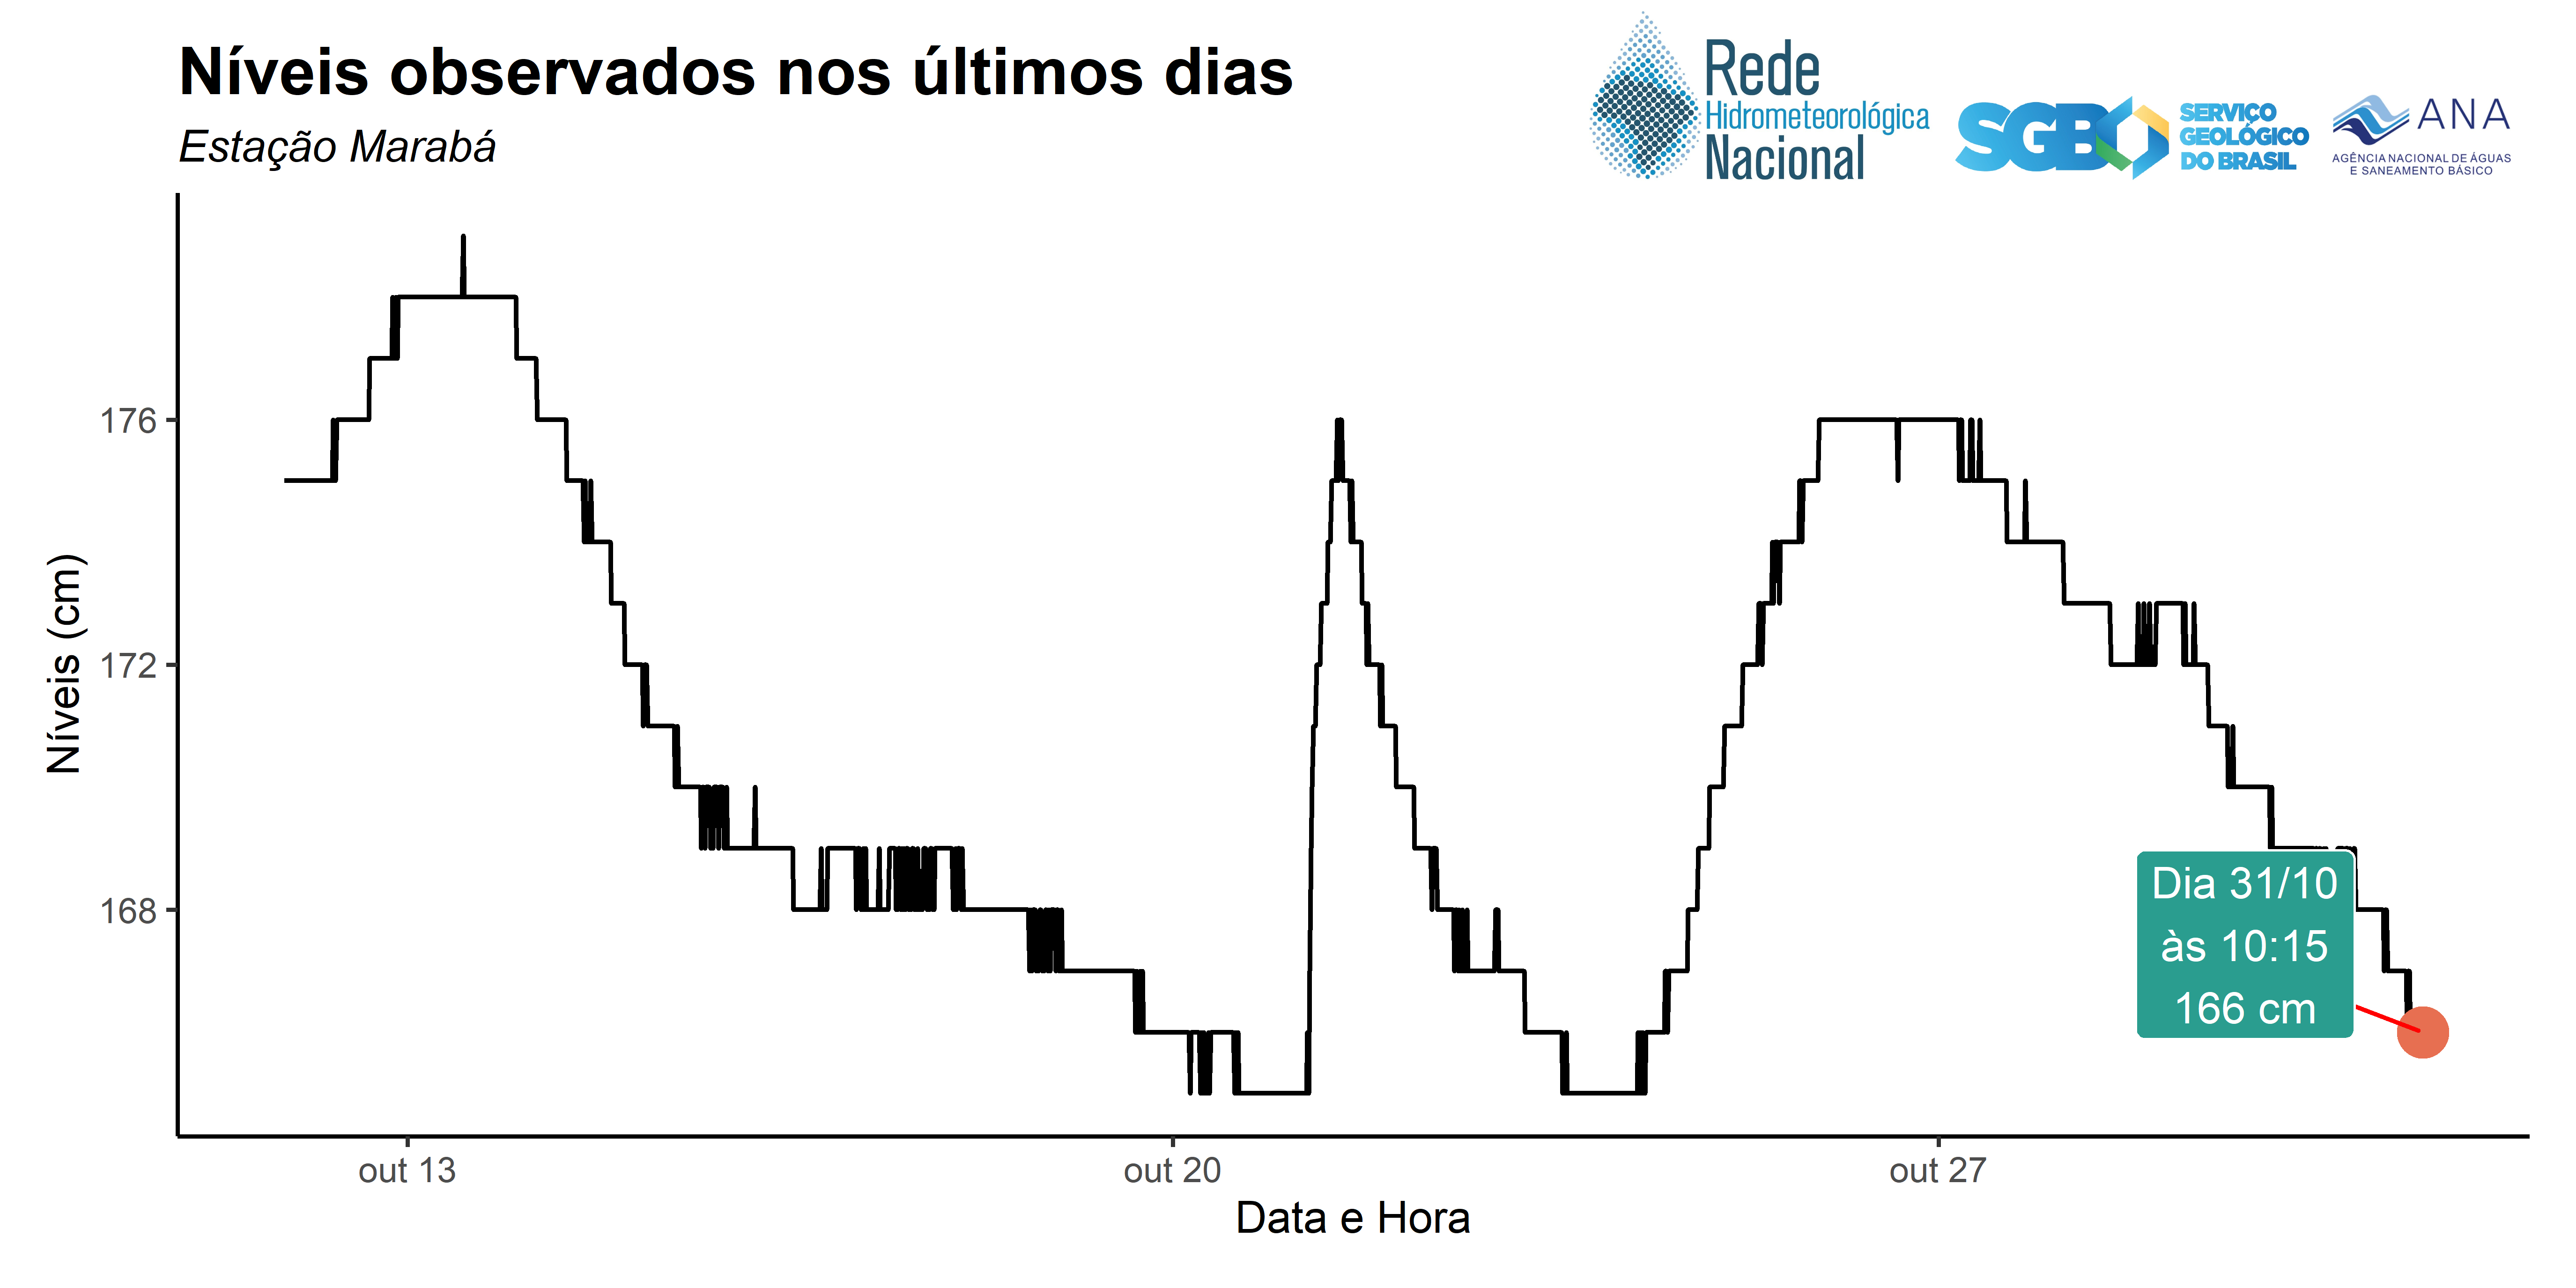 Níveis observados nos últimos dias
Estação Marabá
Rede
Hidrometeorológica
Nacional
SGB
SERVIÇO
GEOLÓGICO
DO BRASIL
ANA
AGÊNCIA NACIONAL DE ÁGUAS
E SANEAMENTO BÁSICO
Níveis (cm)
176
172
168
Dia 31/10
às 10:15
166 cm
out 13
out 20
out 27
Data e Hora